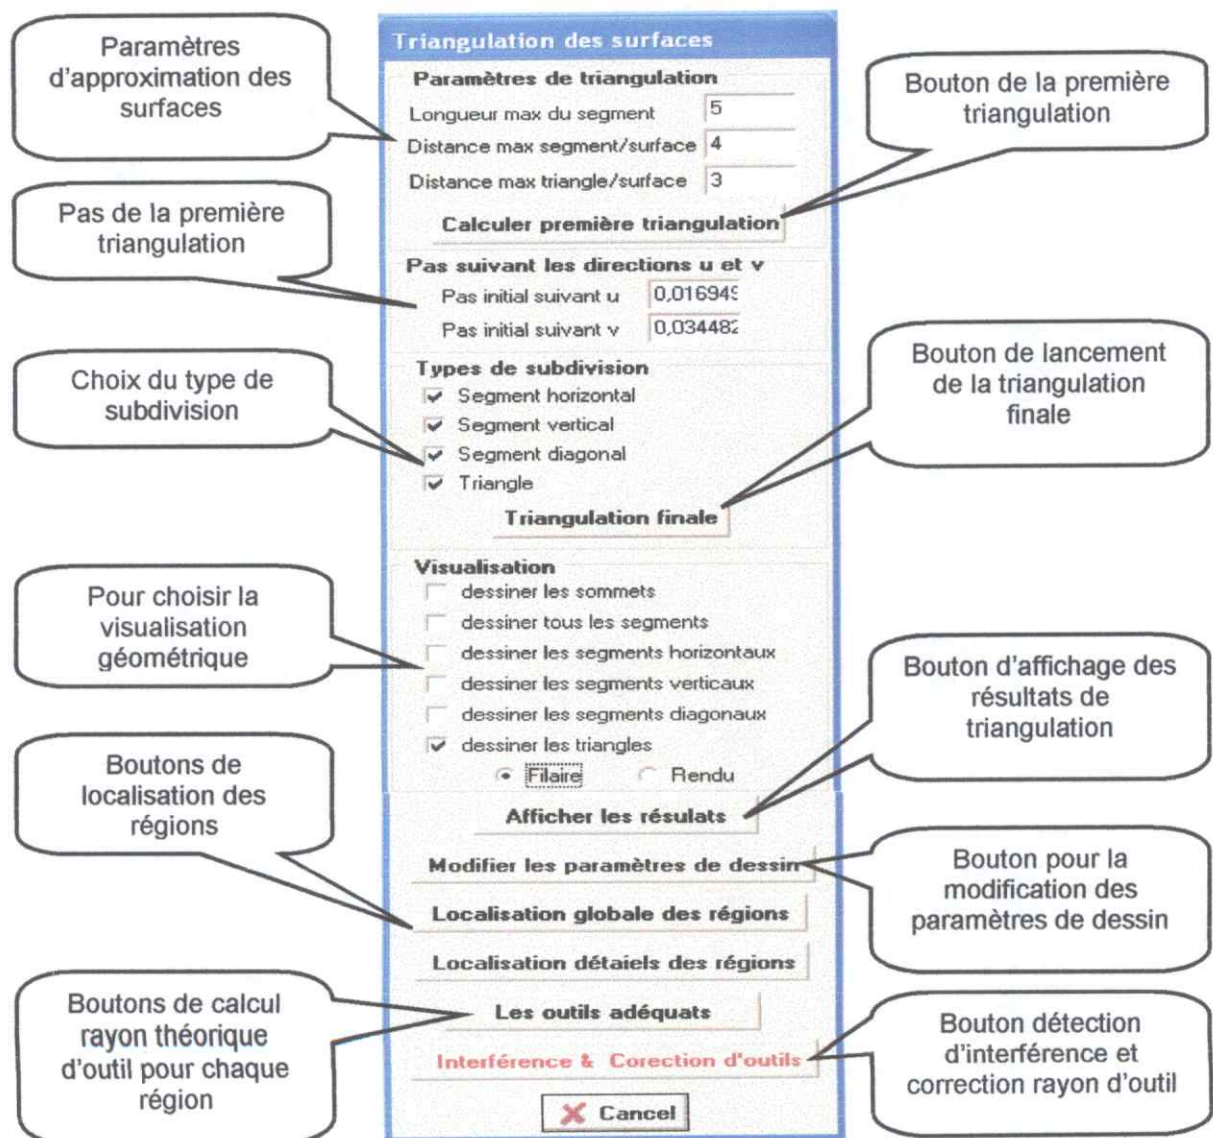 Paramètres
d'approximation des
surfaces
Pas de la première
triangulation
Choix du type de
subdivision
Pour choisir la
visualisation
géométrique
Boutons de
localisation des
régions
Boutons de calcul
rayon théorique
d'outil pour chaque
région
Triangulation des surfaces
Paramètres de triangulation
Longueur max du segment 5
Distance max segment/surface 4
Distance max triangle/surface 3
Calculer première triangulation
Pas suivant les directions u et v
Pas initial suivant u 0,016949
Pas initial suivant v 0,034482
Types de subdivision
Segment horizontal
Segment vertical
Segment diagonal
Triangle
Triangulation finale
Visualisation
dessiner les sommets
dessiner tous les segments
dessiner les segments horizontaux
dessiner les segments verticaux
dessiner les segments diagonaux
dessiner les triangles
Filaire Rendu
Afficher les résulats
Modifier les paramètres de dessin
Localisation globale des régions
Localisation détaiels des régions
Les outils adéquats
Interférence & Corection d'outils
Cancel
Bouton de la première
triangulation
Bouton de lancement
de la triangulation
finale
Bouton d'affichage des
résultats de
triangulation
Bouton pour la
modification des
paramètres de dessin
Bouton détection
d'interférence et
correction rayon d'outil